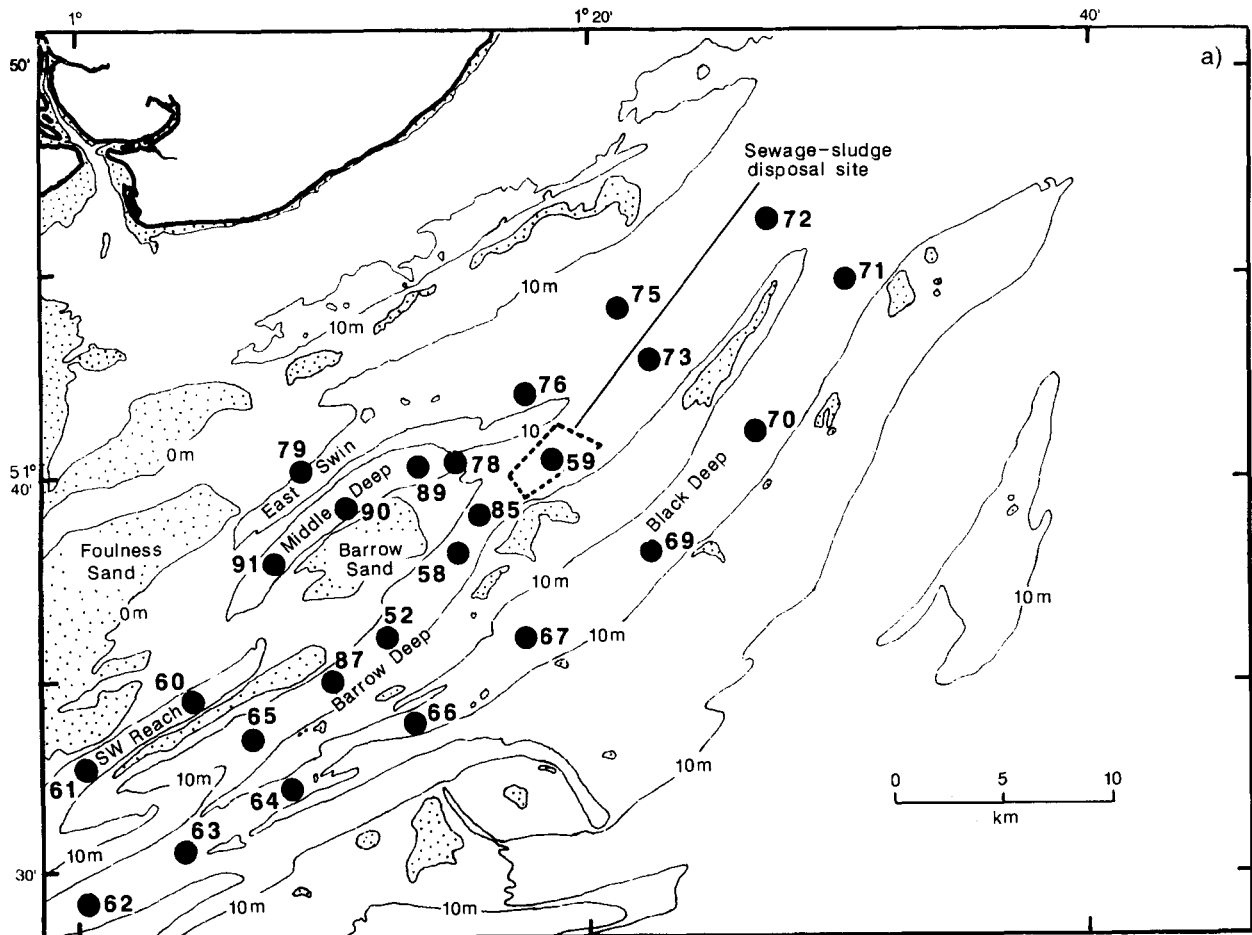 1° 1° 20' 40'
50' a)
Sewage-sludge
disposal site
72
71
10m
75
10m
73
76
70
10
79
0m
East Swin
78
59
51°
40'
Middle Deep
89
Black Deep
90
85
Foulness
Sand
Barrow
Sand
69
91
58
10m
10m
0m
52
67
10m
87
Barrow Deep
60
66
SW Reach
65
10m
10m
0 5 10
61
64
km
63
10m
30'
62
10m
10m